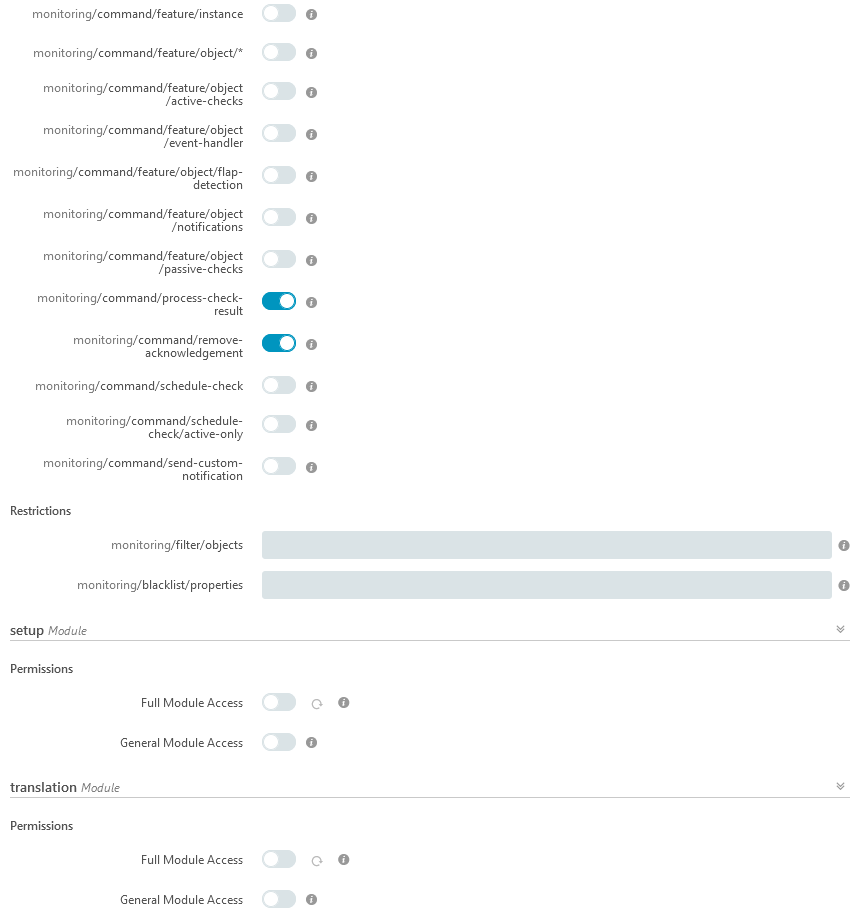 monitoring/command/feature/instance
monitoring/command/feature/object/*
monitoring/command/feature/object
/active-checks
monitoring/command/feature/object
/event-handler
monitoring/command/feature/object/flap-
detection
monitoring/command/feature/object
/notifications
monitoring/command/feature/object
/passive-checks
monitoring/command/process-check-
result
monitoring/command/remove-
acknowledgement
monitoring/command/schedule-check
monitoring/command/schedule-
check/active-only
monitoring/command/send-custom-
notification
Restrictions
monitoring/filter/objects
monitoring/blacklist/properties
setup Module
Permissions
Full Module Access
General Module Access
translation Module
Permissions
Full Module Access
General Module Access